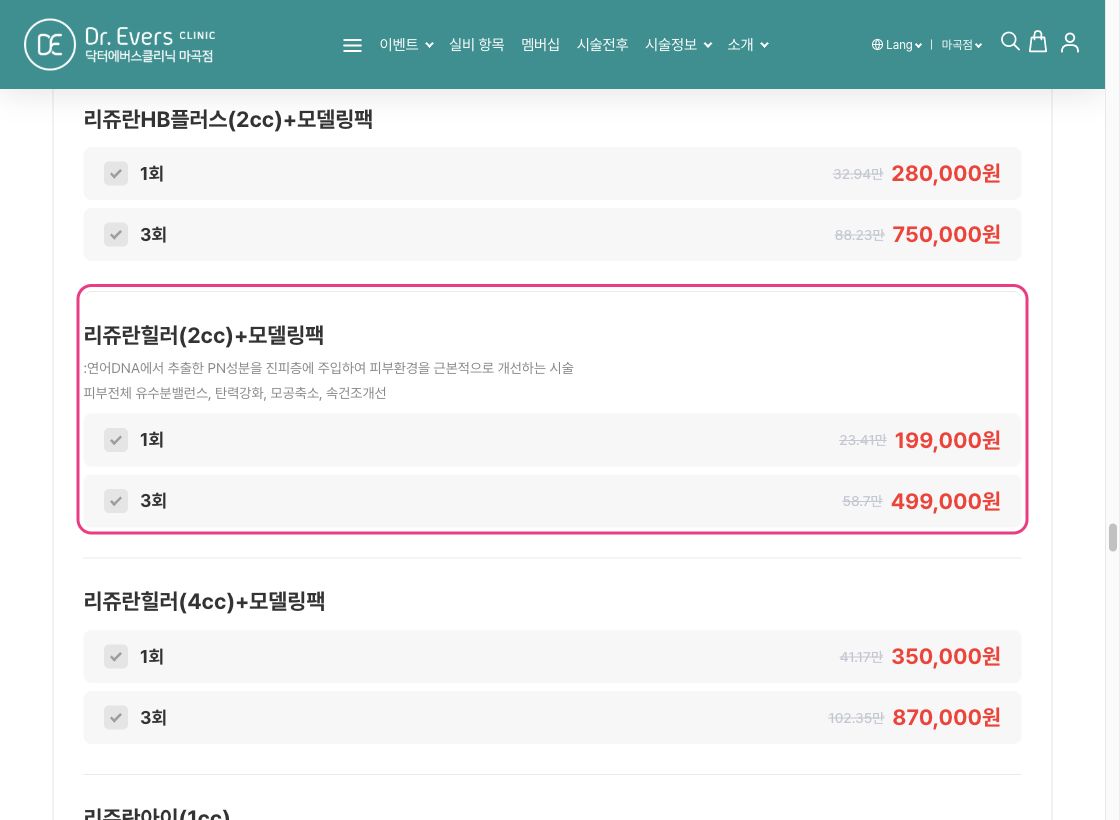 DE Dr. Evers CLINIC
닥터에버스클리닉 마곡점
이벤트 실비 항목 멤버십 시술전후 시술정보 소개
Lang | 마곡점
리쥬란HB플러스(2cc)+모델링팩
1회 32.94만 280,000원
3회 88.23만 750,000원
리쥬란힐러(2cc)+모델링팩
:연어DNA에서 추출한 PN성분을 진피층에 주입하여 피부환경을 근본적으로 개선하는 시술
피부전체 유수분밸런스, 탄력강화, 모공축소, 속건조개선
1회 23.41만 199,000원
3회 58.7만 499,000원
리쥬란힐러(4cc)+모델링팩
1회 41.17만 350,000원
3회 102.35만 870,000원
리쥬란아이(1cc)